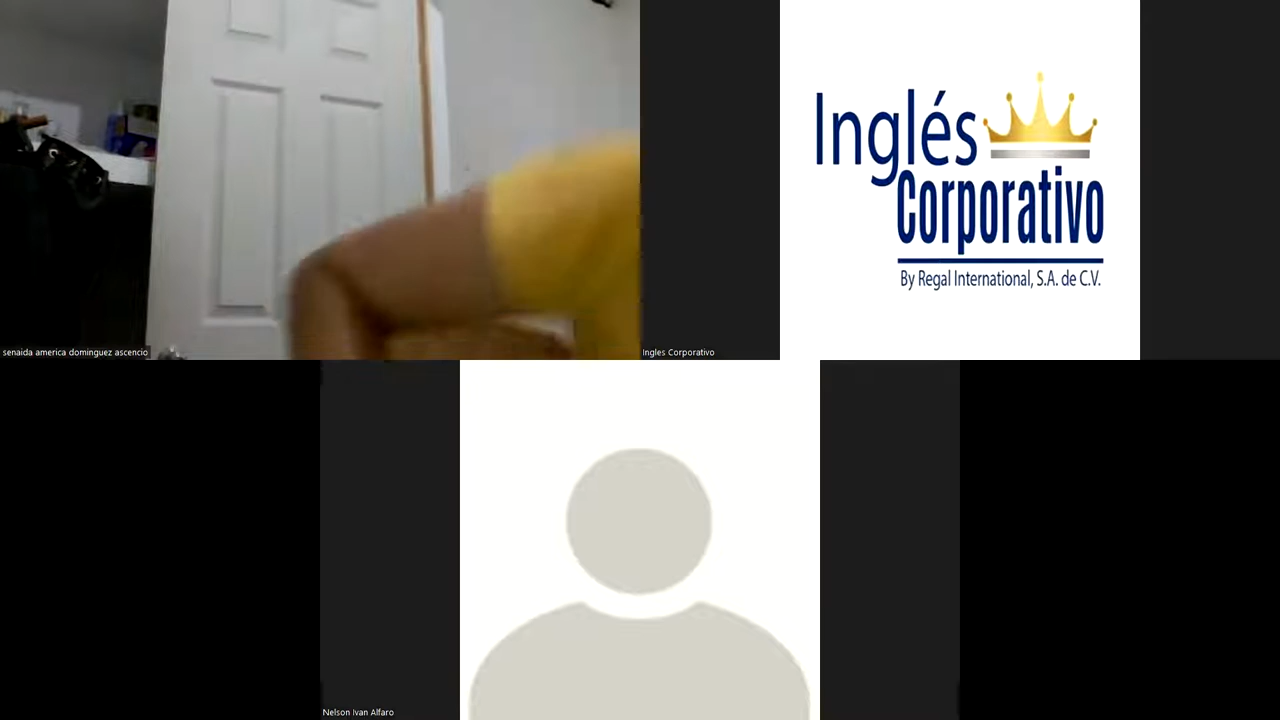 Inglés
Corporativo
By Regal International, S.A. de C.V.
senaida america dominguez ascencio
Ingles Corporativo
Nelson Ivan Alfaro